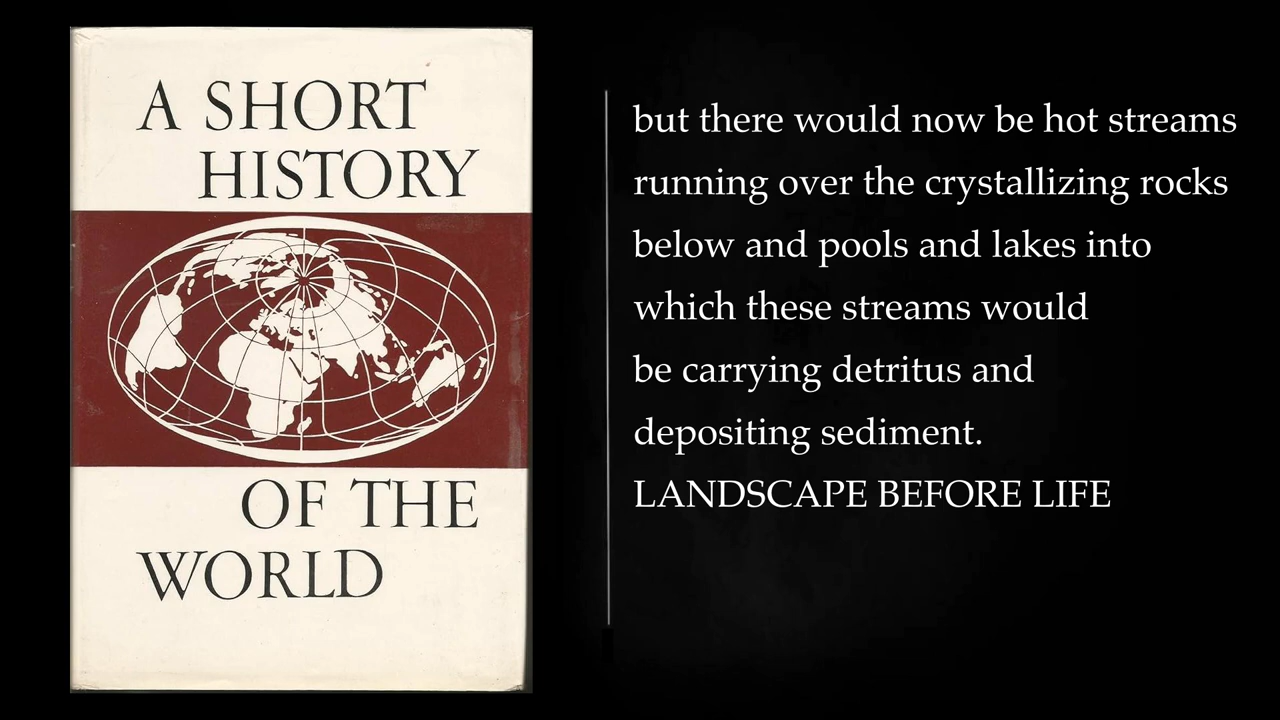 A SHORT
HISTORY
OF THE
WORLD
but there would now be hot streams
running over the crystallizing rocks
below and pools and lakes into
which these streams would
be carrying detritus and
depositing sediment.
LANDSCAPE BEFORE LIFE